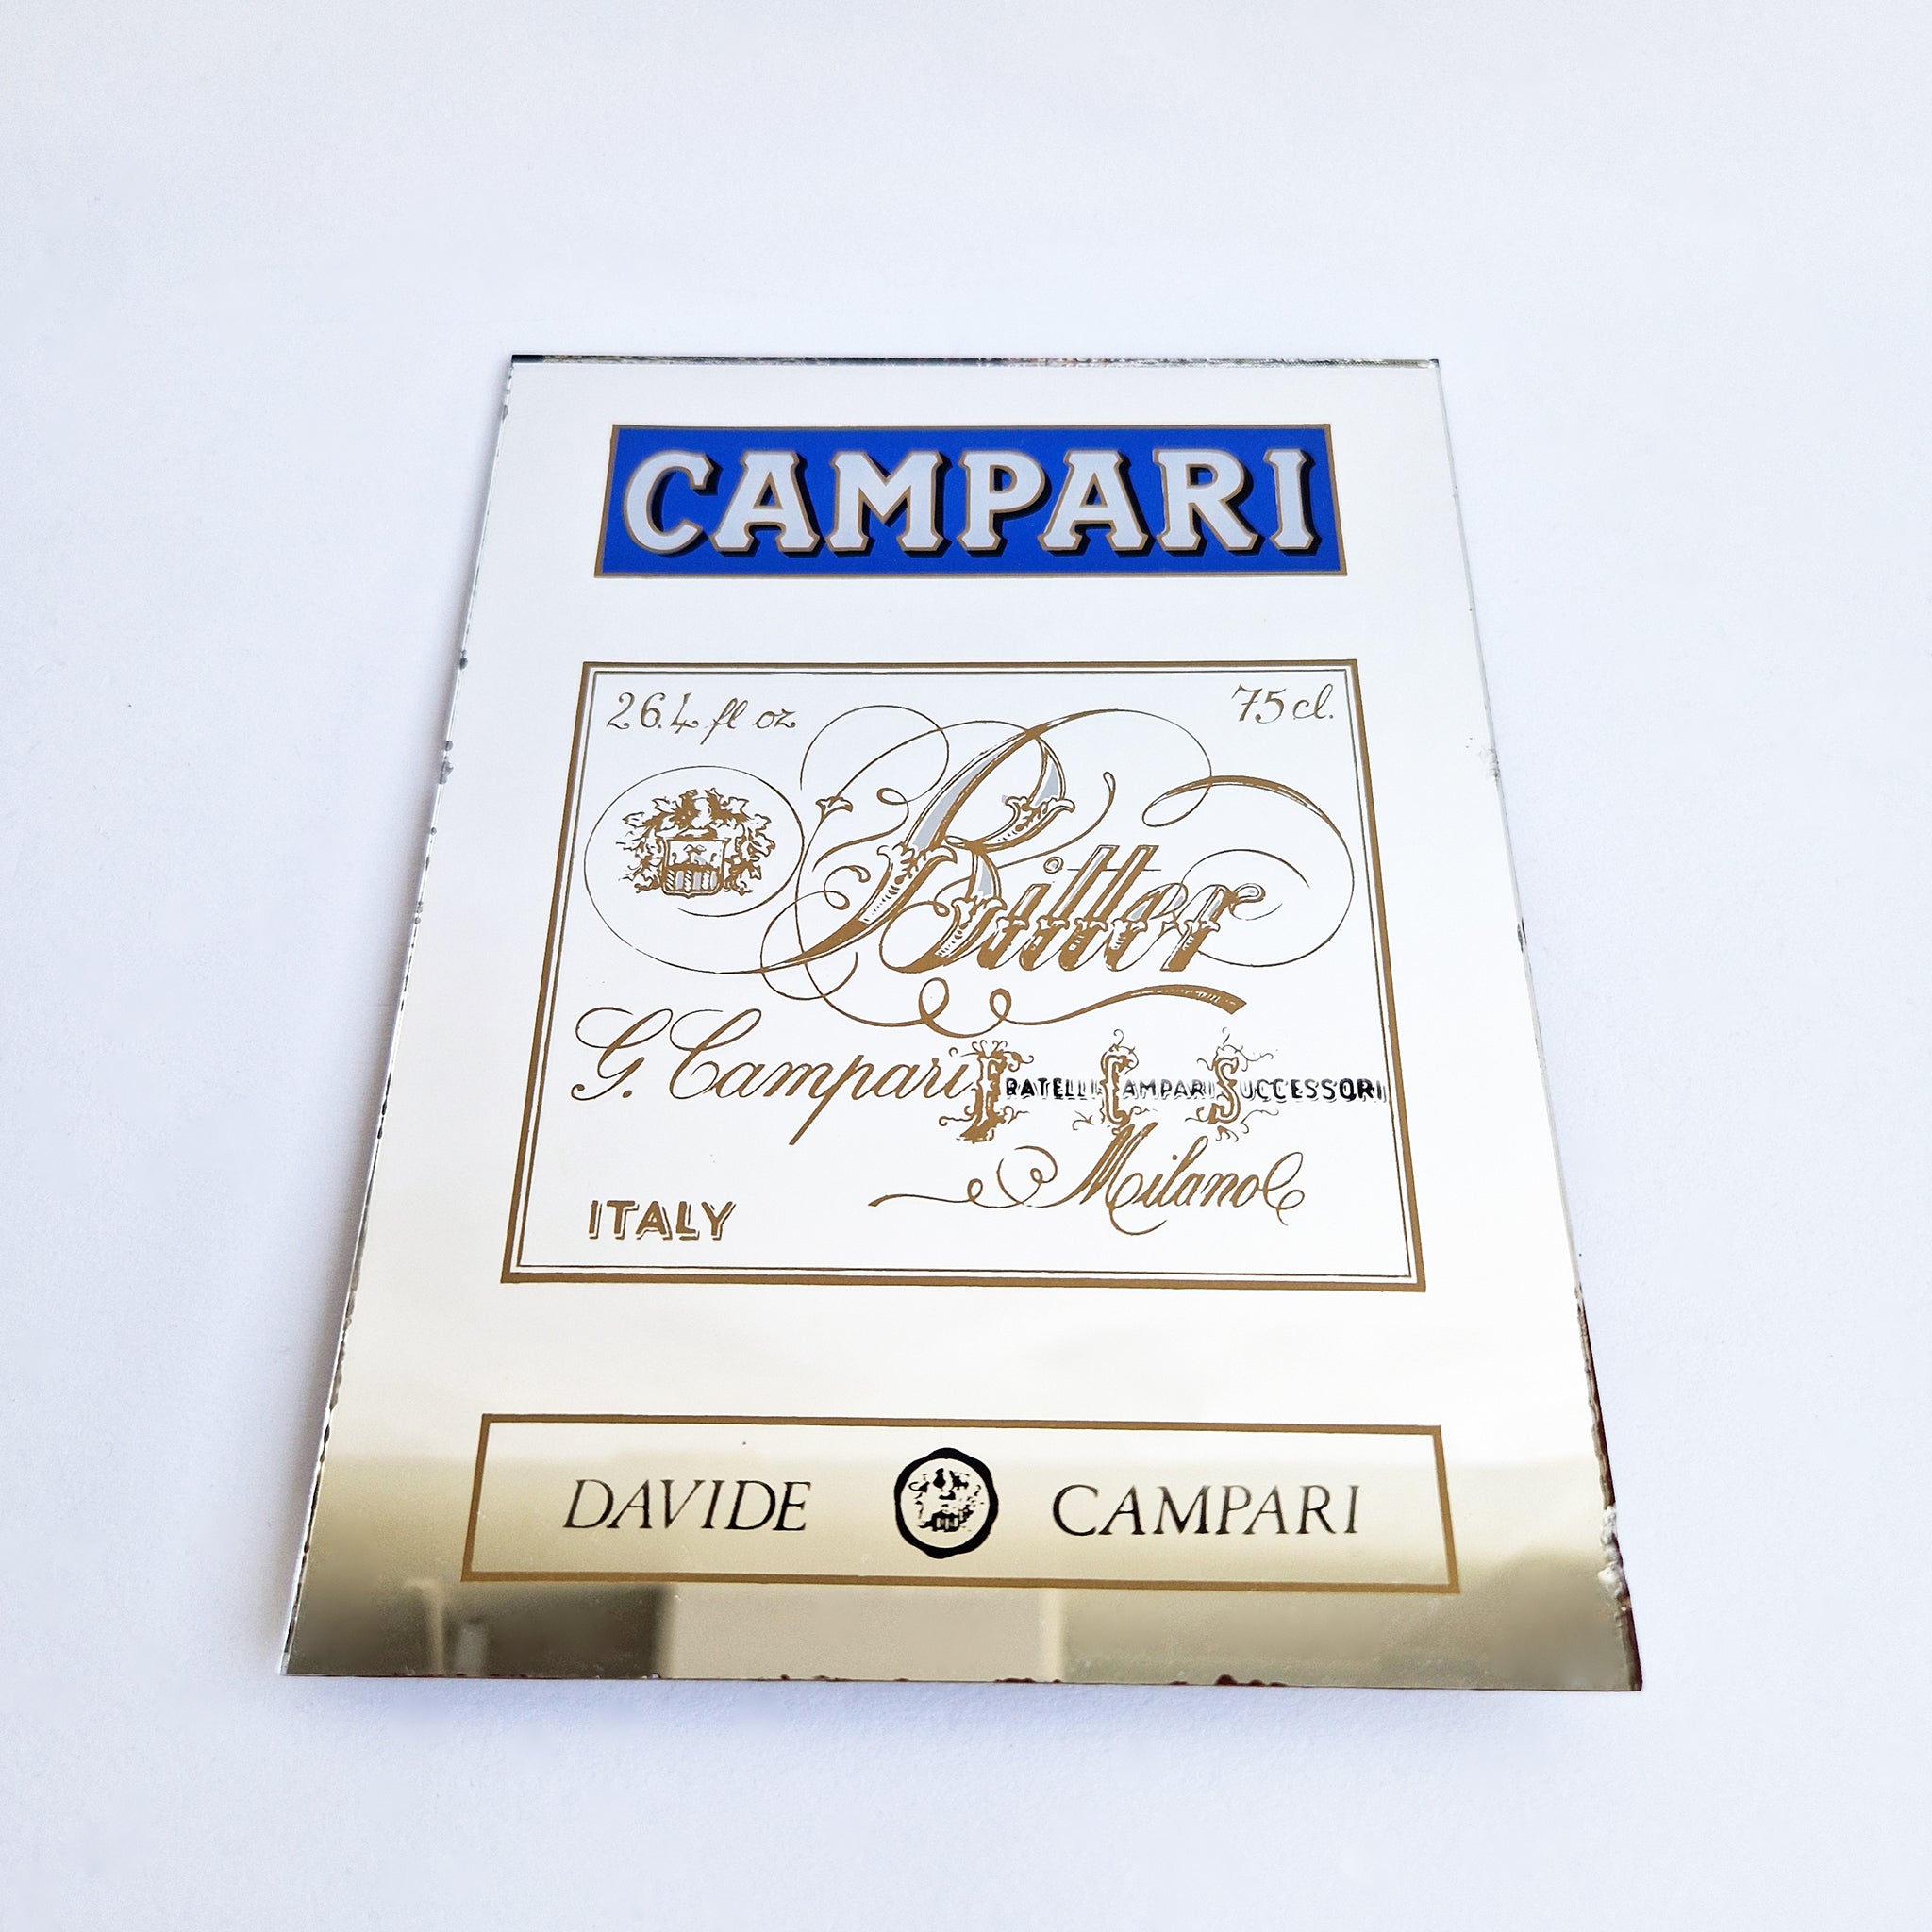 CAMPARI
26.4 fl oz 75 cl.
Bitter
G. Campari FRATELLI CAMPARI SUCCESSORI
Milano
ITALY
DAVIDE CAMPARI